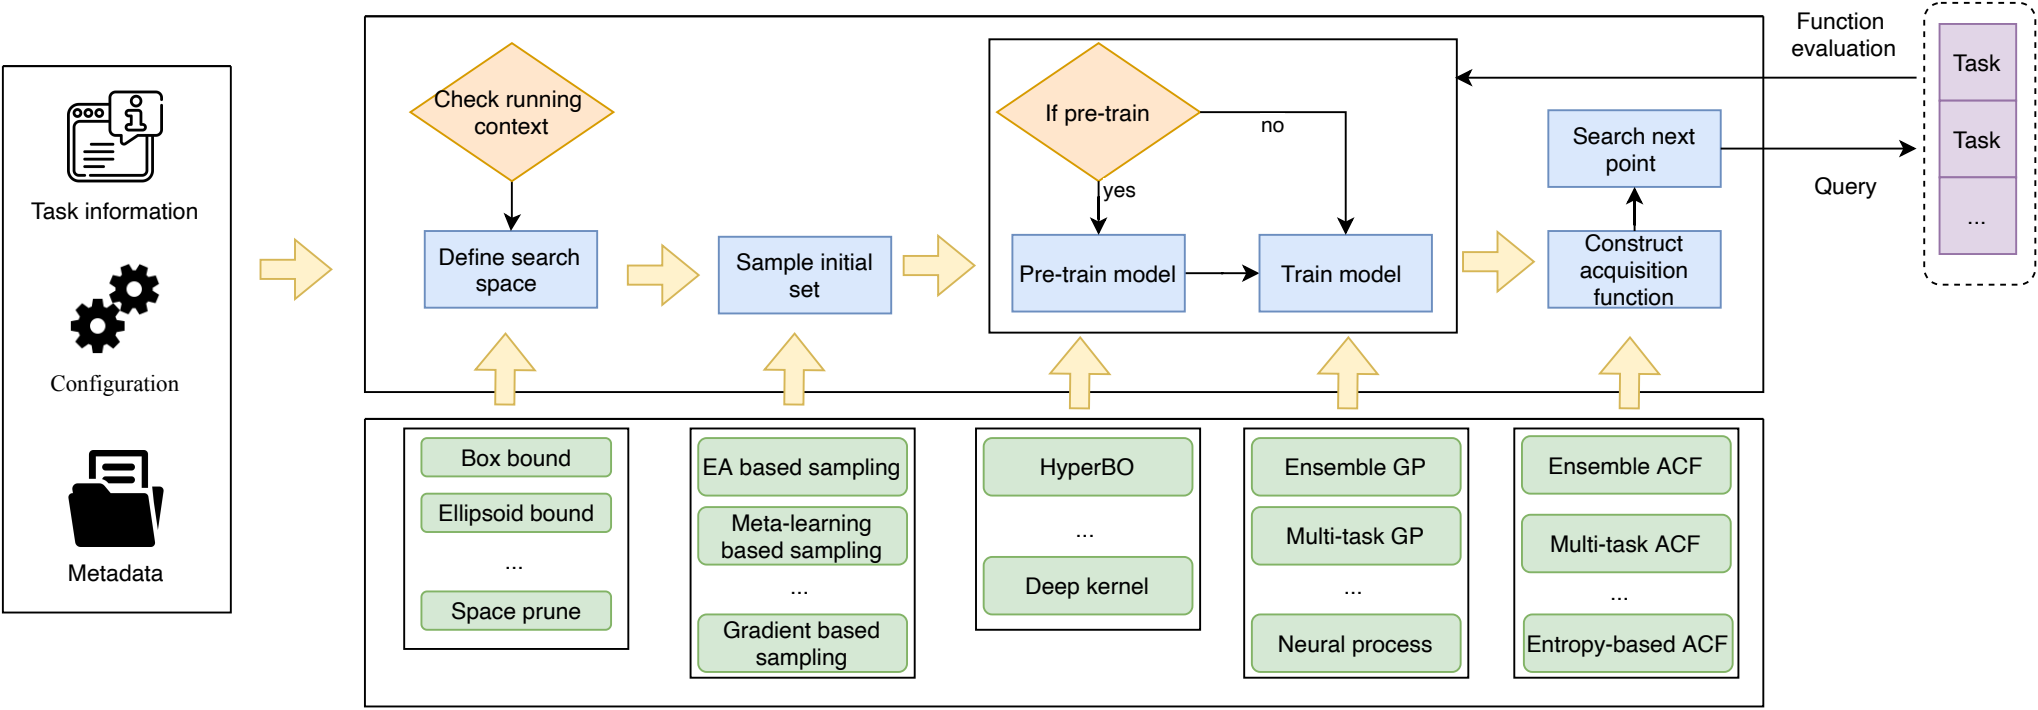 Task information
Configuration
Metadata
Check running
context
Define search
space
Sample initial
set
If pre-train
no
yes
Pre-train model
Train model
Search next
point
Construct
acquisition
function
Function
evaluation
Query
Task
Task
...
Box bound
Ellipsoid bound
...
Space prune
EA based sampling
Meta-learning
based sampling
...
Gradient based
sampling
HyperBO
...
Deep kernel
Ensemble GP
Multi-task GP
...
Neural process
Ensemble ACF
Multi-task ACF
...
Entropy-based ACF